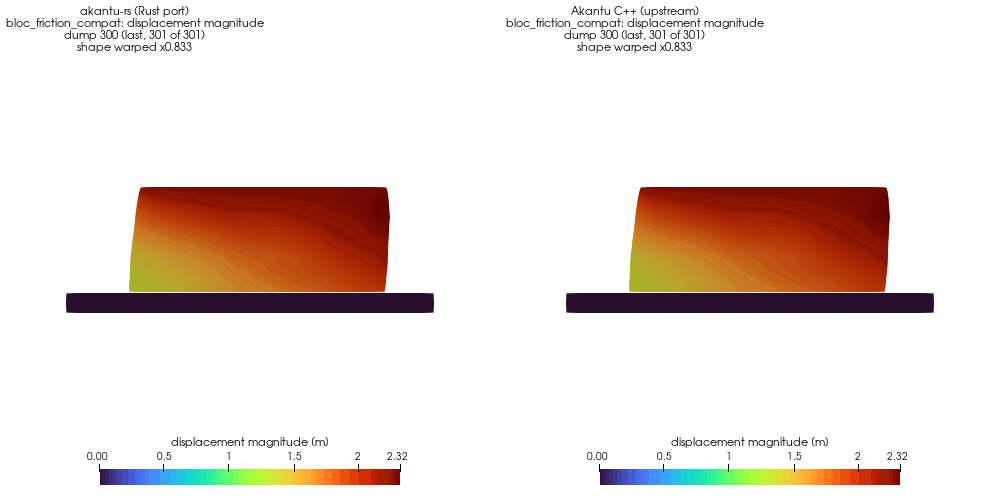 akantu-rs (Rust port)
bloc_friction_compat: displacement magnitude
dump 300 (last, 301 of 301)
shape warped x0.833
Akantu C++ (upstream)
bloc_friction_compat: displacement magnitude
dump 300 (last, 301 of 301)
shape warped x0.833
displacement magnitude (m)
0.00 0.5 1 1.5 2 2.32
displacement magnitude (m)
0.00 0.5 1 1.5 2 2.32